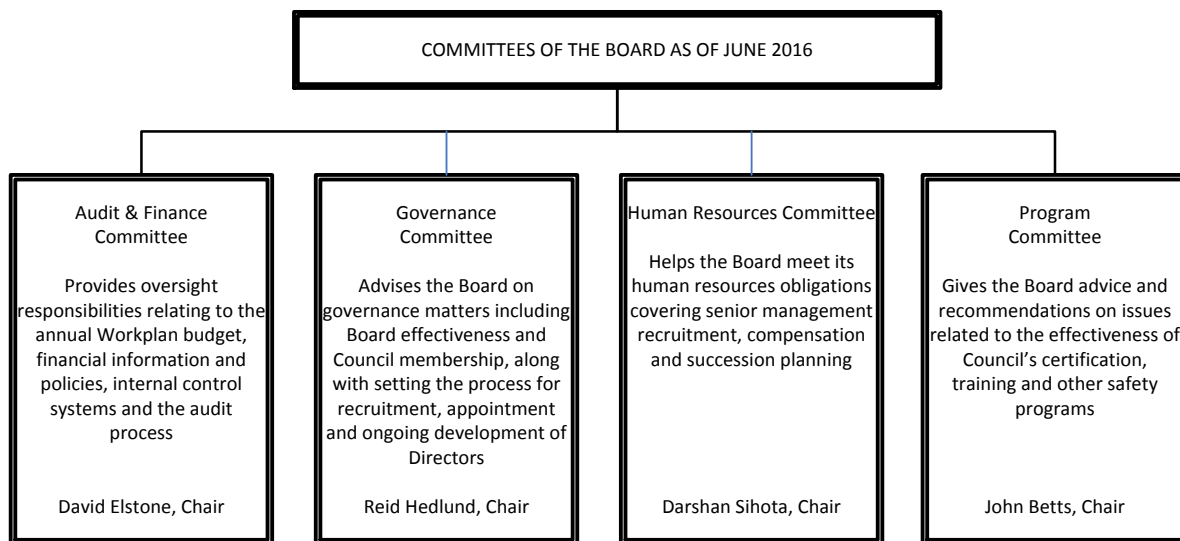 COMMITTEES OF THE BOARD AS OF JUNE 2016
Audit & Finance
Committee
Provides oversight
responsibilities relating to the
annual Workplan budget,
financial information and
policies, internal control
systems and the audit
process
David Elstone, Chair
Governance
Committee
Advises the Board on
governance matters including
Board effectiveness and
Council membership, along
with setting the process for
recruitment, appointment
and ongoing development of
Directors
Reid Hedlund, Chair
Human Resources Committee
Helps the Board meet its
human resources obligations
covering senior management
recruitment, compensation
and succession planning
Darshan Sihota, Chair
Program
Committee
Gives the Board advice and
recommendations on issues
related to the effectiveness of
Council’s certification,
training and other safety
programs
John Betts, Chair